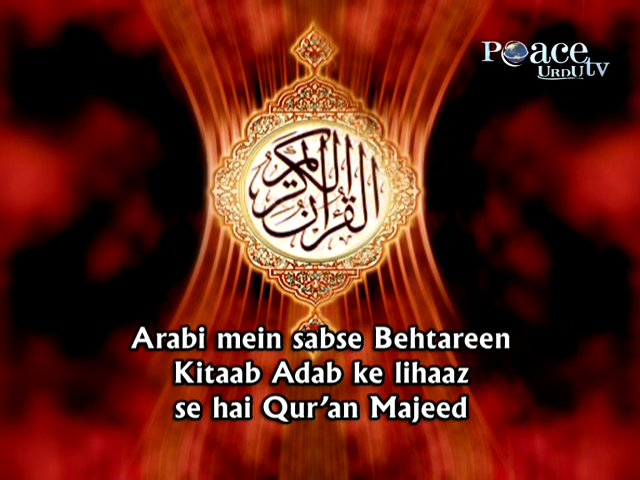 Peace
URDU tv
القرآن الكريم
Arabi mein sabse Behtareen
Kitaab Adab ke lihaaz
se hai Qur’an Majeed